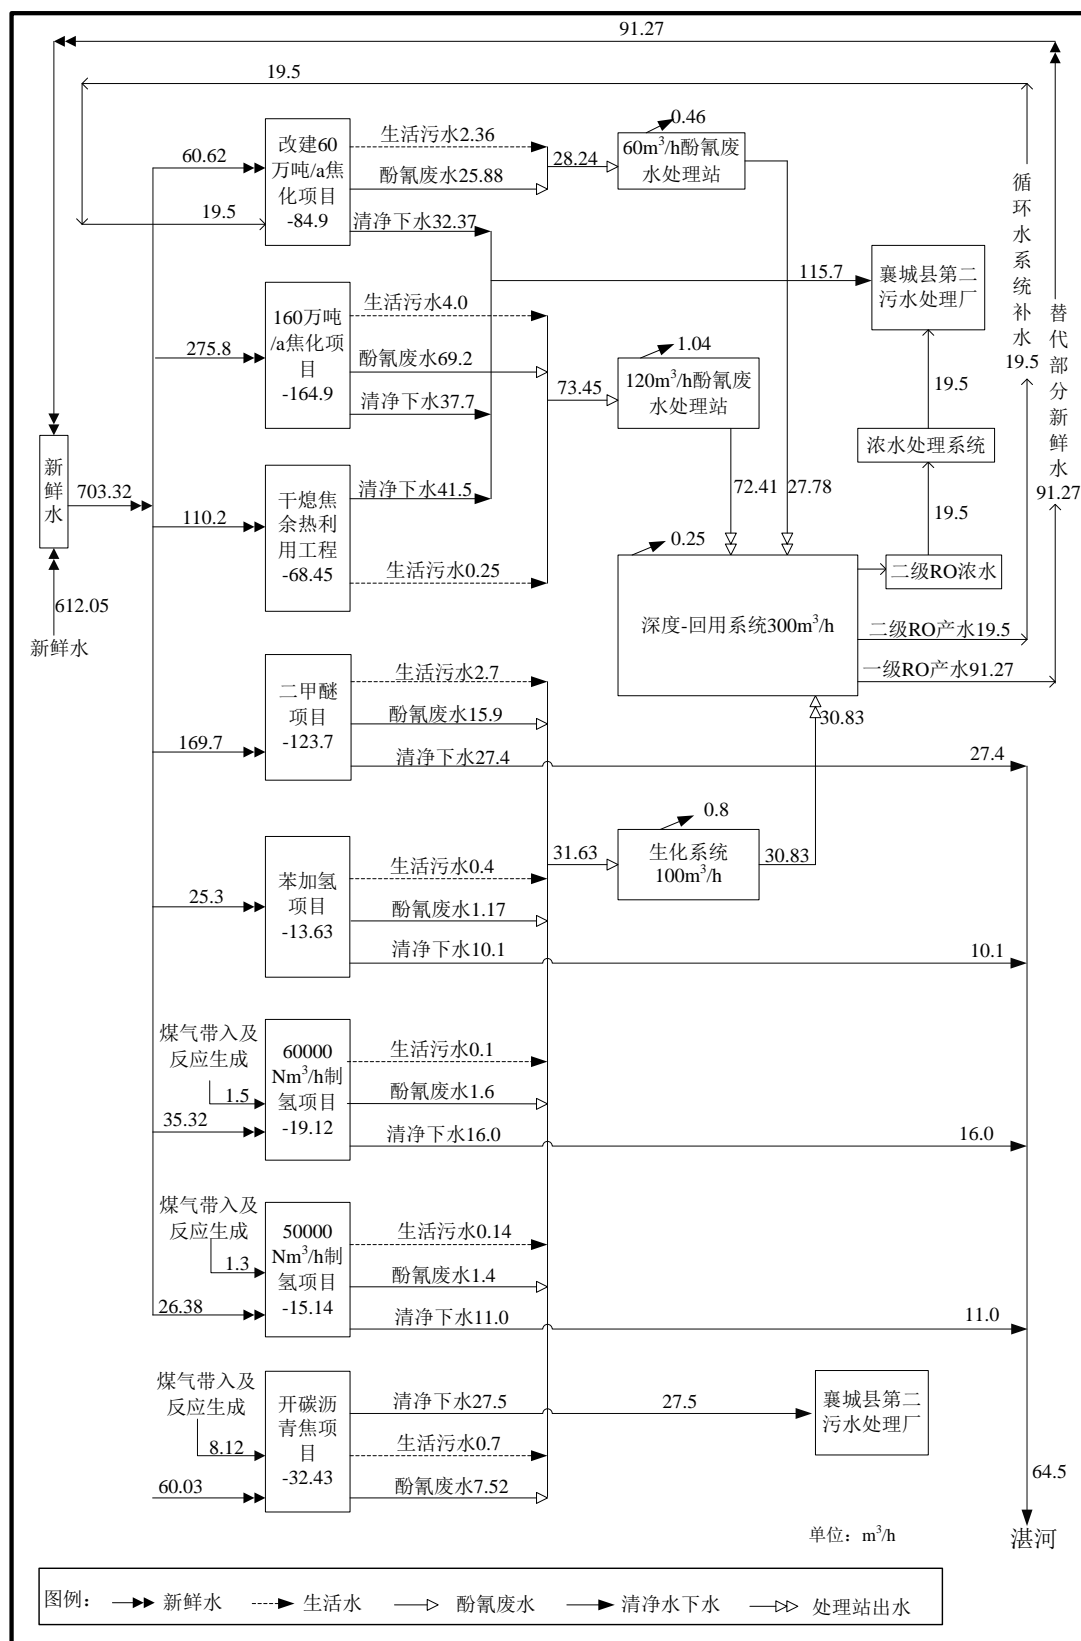 91.27
19.5
改建60
万吨/a焦
化项目
-84.9
60.62
19.5
生活污水2.36
酚氰废水25.88
清净下水32.37
28.24
0.46
60m³/h酚氰废
水处理站
循环水系统补水
19.5
替代部分新鲜水
91.27
115.7
襄城县第二
污水处理厂
160万吨
/a焦化项
目
-164.9
275.8
生活污水4.0
酚氰废水69.2
清净下水37.7
73.45
1.04
120m³/h酚氰废
水处理站
19.5
浓水处理系统
19.5
二级RO浓水
新鲜水
703.32
612.05
新鲜水
干熄焦
余热利
用工程
-68.45
110.2
清净下水41.5
生活污水0.25
72.41
27.78
0.25
深度-回用系统300m³/h
二级RO产水19.5
一级RO产水91.27
30.83
二甲醚
项目
-123.7
169.7
生活污水2.7
酚氰废水15.9
清净下水27.4
27.4
31.63
0.8
生化系统
100m³/h
30.83
苯加氢
项目
-13.63
25.3
生活污水0.4
酚氰废水1.17
清净下水10.1
10.1
煤气带入及
反应生成
1.5
35.32
60000
Nm³/h制
氢项目
-19.12
生活污水0.1
酚氰废水1.6
清净下水16.0
16.0
煤气带入及
反应生成
1.3
26.38
50000
Nm³/h制
氢项目
-15.14
生活污水0.14
酚氰废水1.4
清净下水11.0
11.0
煤气带入及
反应生成
8.12
60.03
开碳沥
青焦项
目
-32.43
清净下水27.5
27.5
生活污水0.7
酚氰废水7.52
襄城县第二
污水处理厂
64.5
湛河
单位：m³/h
图例： 新鲜水 生活水 酚氰废水 清净水下水 处理站出水